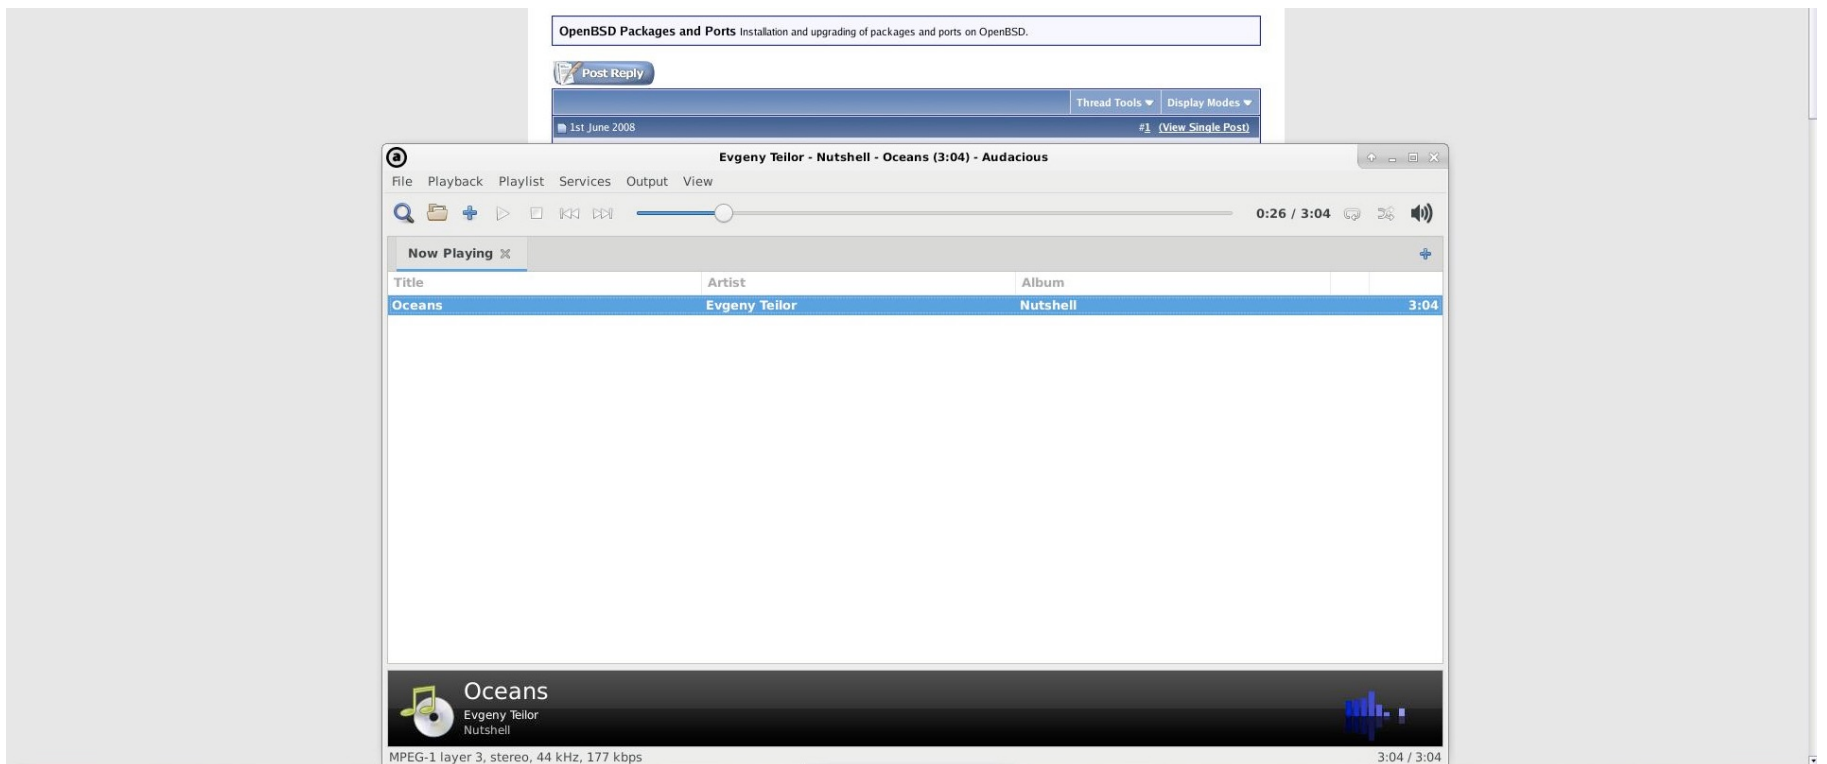 OpenBSD Packages and Ports Installation and upgrading of packages and ports on OpenBSD.
Post Reply
Thread Tools Display Modes
1st June 2008 #1 (View Single Post)
a Evgeny Teilor - Nutshell - Oceans (3:04) - Audacious
File Playback Playlist Services Output View
0:26 / 3:04
Now Playing
Title Artist Album
Oceans Evgeny Teilor Nutshell 3:04
Oceans
Evgeny Teilor
Nutshell
MPEG-1 layer 3, stereo, 44 kHz, 177 kbps 3:04 / 3:04